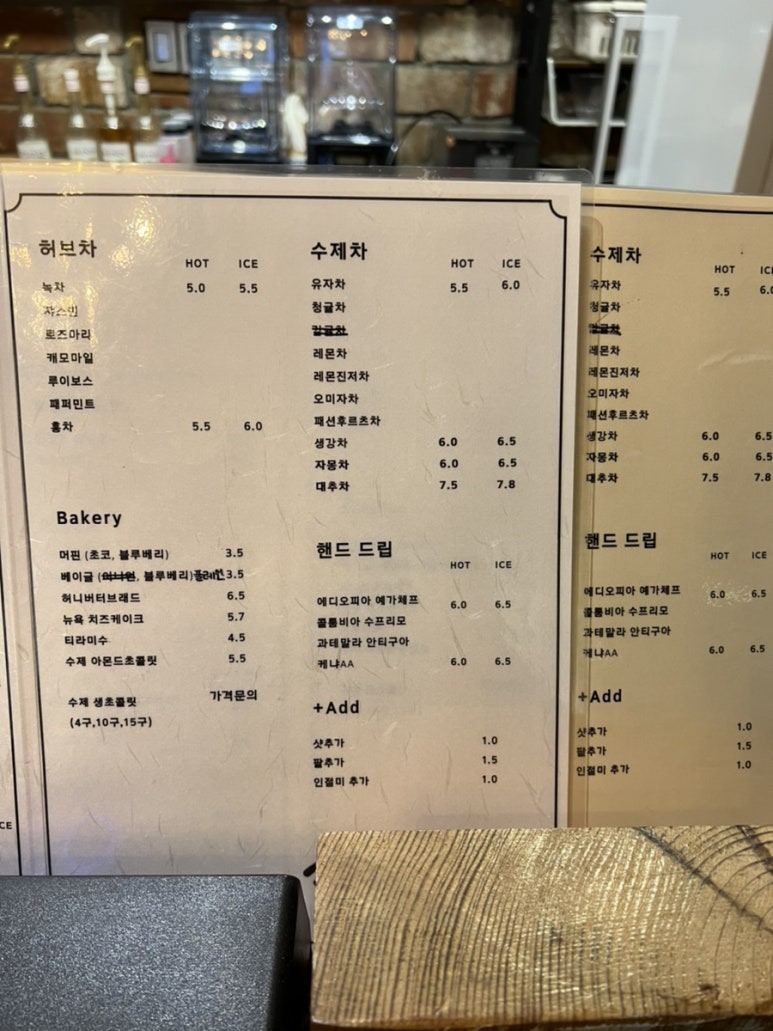 허브차
HOT ICE
녹차 5.0 5.5
쟈스민
로즈마리
캐모마일
루이보스
패퍼민트
홍차 5.5 6.0
Bakery
머핀 (초코, 블루베리) 3.5
베이글 (어니언, 블루베리)플레인 3.5
허니버터브래드 6.5
뉴욕 치즈케이크 5.7
티라미수 4.5
수제 아몬드초콜릿 5.5
수제 생초콜릿 가격문의
(4구,10구,15구)
수제차
HOT ICE
유자차 5.5 6.0
청귤차
깔귤차
레몬차
레몬진저차
오미자차
패션후르츠차
생강차 6.0 6.5
자몽차 6.0 6.5
대추차 7.5 7.8
핸드 드립
HOT ICE
에디오피아 예가체프 6.0 6.5
콜롬비아 수프리모
과테말라 안티구아
케냐AA 6.0 6.5
+Add
샷추가 1.0
팥추가 1.5
인절미 추가 1.0
수제차
HOT ICE
유자차 5.5 6.0
청귤차
레몬차
레몬진저차
오미자차
패션후르츠차
생강차 6.0 6.5
자몽차 6.0 6.5
대추차 7.5 7.8
핸드 드립
HOT ICE
에디오피아 예가체프 6.0 6.5
콜롬비아 수프리모
과테말라 안티구아
케냐AA 6.0 6.5
+Add
샷추가 1.0
팥추가 1.5
인절미 추가 1.0
CE